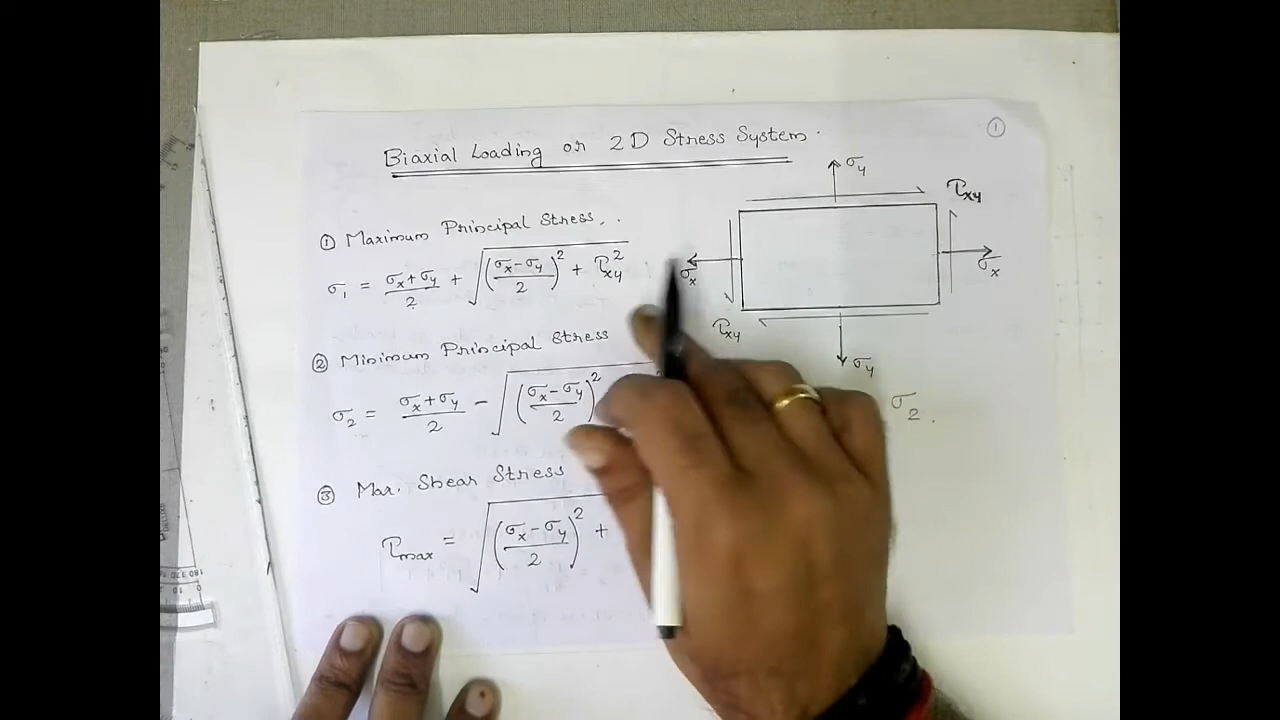 ①
Biaxial Loading or 2D Stress System.
① Maximum Principal Stress.
σ₁ = (σx+σy)/2 + √(((σx-σy)/2)² + τxy²)
② Minimum Principal Stress
σ₂ = (σx+σy)/2 - √(((σx-σy)/2)²
③ Max. Shear Stress
τmax = √(((σx-σy)/2)² +
σy
τxy
σx
σx
τxy
σy
σ₂.